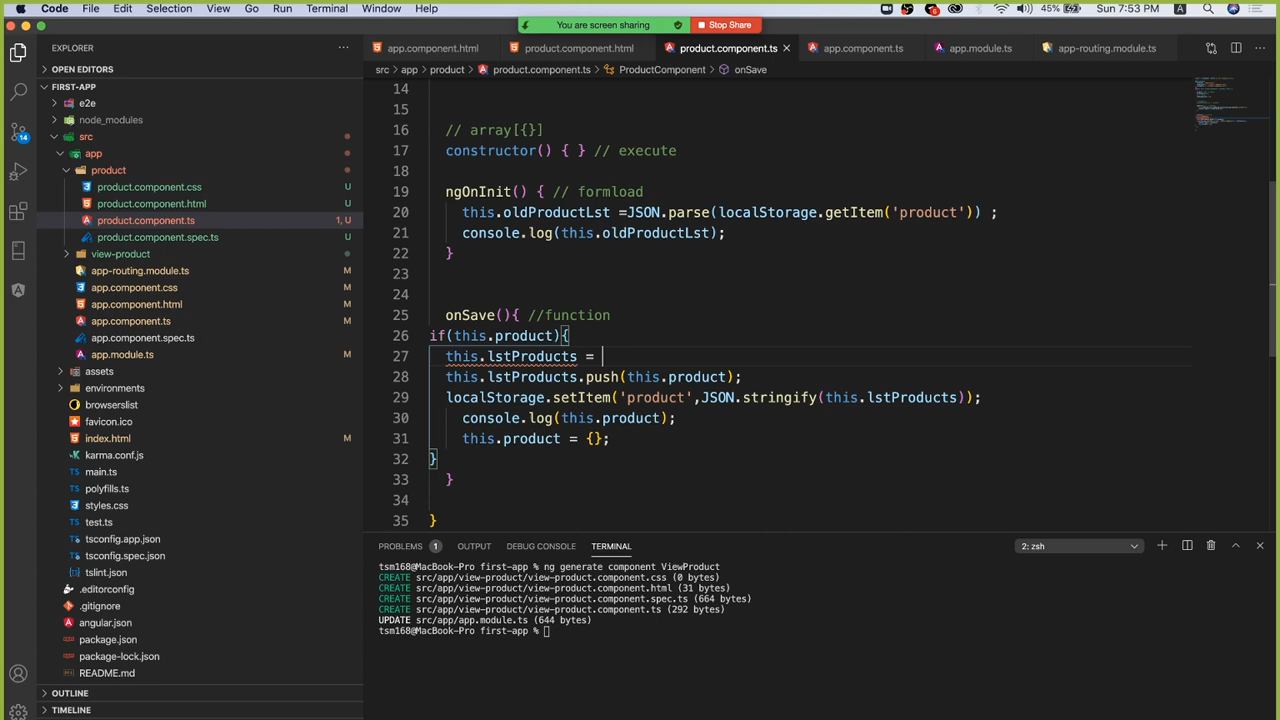 Code File Edit Selection View Go Run Terminal Window Help
6 45% Sun 7:53 PM A
You are screen sharing Stop Share
EXPLORER
app.component.html product.component.html product.component.ts app.component.ts app.module.ts app-routing.module.ts
OPEN EDITORS
src app product product.component.ts ProductComponent onSave
FIRST-APP
e2e
node_modules
src
app
product
product.component.css U
product.component.html U
product.component.ts 1, U
product.component.spec.ts U
view-product
app-routing.module.ts M
app.component.css M
app.component.html M
app.component.ts M
app.component.spec.ts
app.module.ts M
assets
environments
browserslist
favicon.ico
index.html M
karma.conf.js
main.ts
polyfills.ts
styles.css
test.ts
tsconfig.app.json
tsconfig.spec.json
tslint.json
.editorconfig
.gitignore
angular.json
package.json
package-lock.json
README.md
OUTLINE
TIMELINE
14
14
15
16 // array[{}]
17 constructor() { } // execute
18
19 ngOnInit() { // formload
20 this.oldProductLst =JSON.parse(localStorage.getItem('product')) ;
21 console.log(this.oldProductLst);
22 }
23
24
25 onSave(){ //function
26 if(this.product){
27 this.lstProducts =
28 this.lstProducts.push(this.product);
29 localStorage.setItem('product',JSON.stringify(this.lstProducts));
30 console.log(this.product);
31 this.product = {};
32 }
33 }
34
35 }
PROBLEMS 1 OUTPUT DEBUG CONSOLE TERMINAL 2: zsh
tsm168@MacBook-Pro first-app % ng generate component ViewProduct
CREATE src/app/view-product/view-product.component.css (0 bytes)
CREATE src/app/view-product/view-product.component.html (31 bytes)
CREATE src/app/view-product/view-product.component.spec.ts (664 bytes)
CREATE src/app/view-product/view-product.component.ts (292 bytes)
UPDATE src/app/app.module.ts (644 bytes)
tsm168@MacBook-Pro first-app %